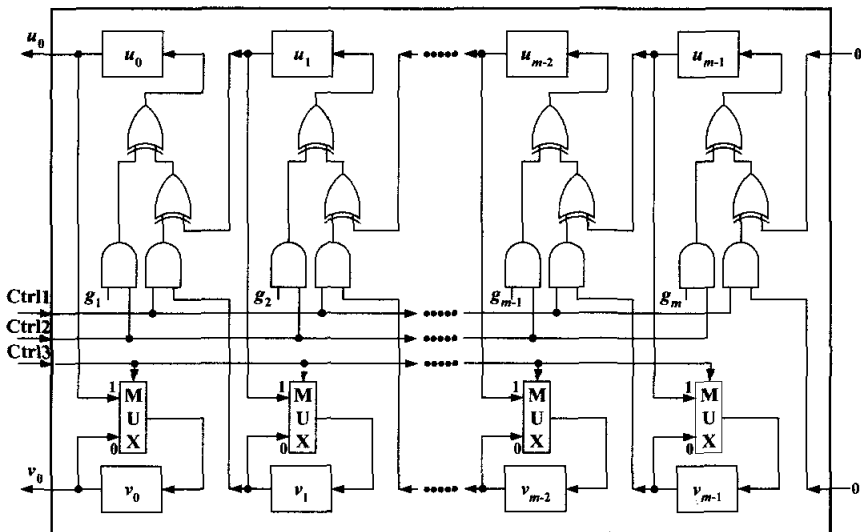 u0 u0 u1 ••••• um-2 um-1 0
g1 g2 gm-1 gm
Ctrl1 •••••
Ctrl2 •••••
Ctrl3 •••••
1 M U X 0 1 M U X 0 1 M U X 0 1 M U X 0
v0 v0 v1 ••••• vm-2 vm-1 0